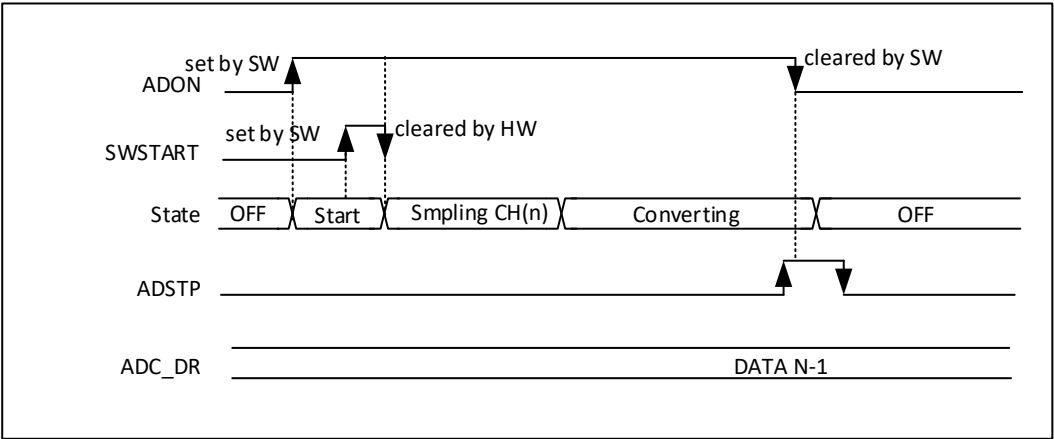 set by SW
cleared by SW
ADON
set by SW
cleared by HW
SWSTART
State OFF Start Smpling CH(n) Converting OFF
ADSTP
ADC_DR DATA N-1